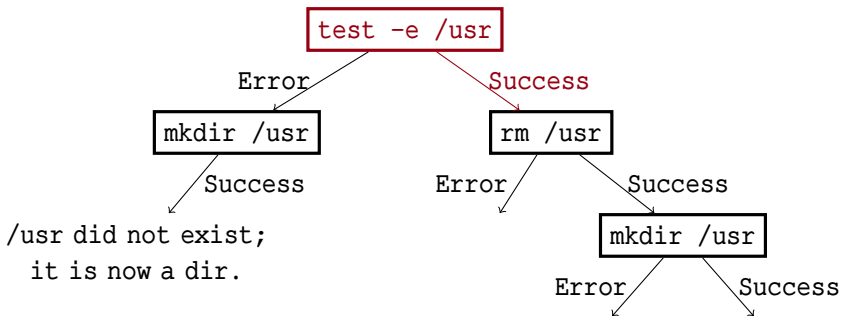 test -e /usr
Error
Success
mkdir /usr
rm /usr
Success
Error
Success
/usr did not exist;
it is now a dir.
mkdir /usr
Error
Success